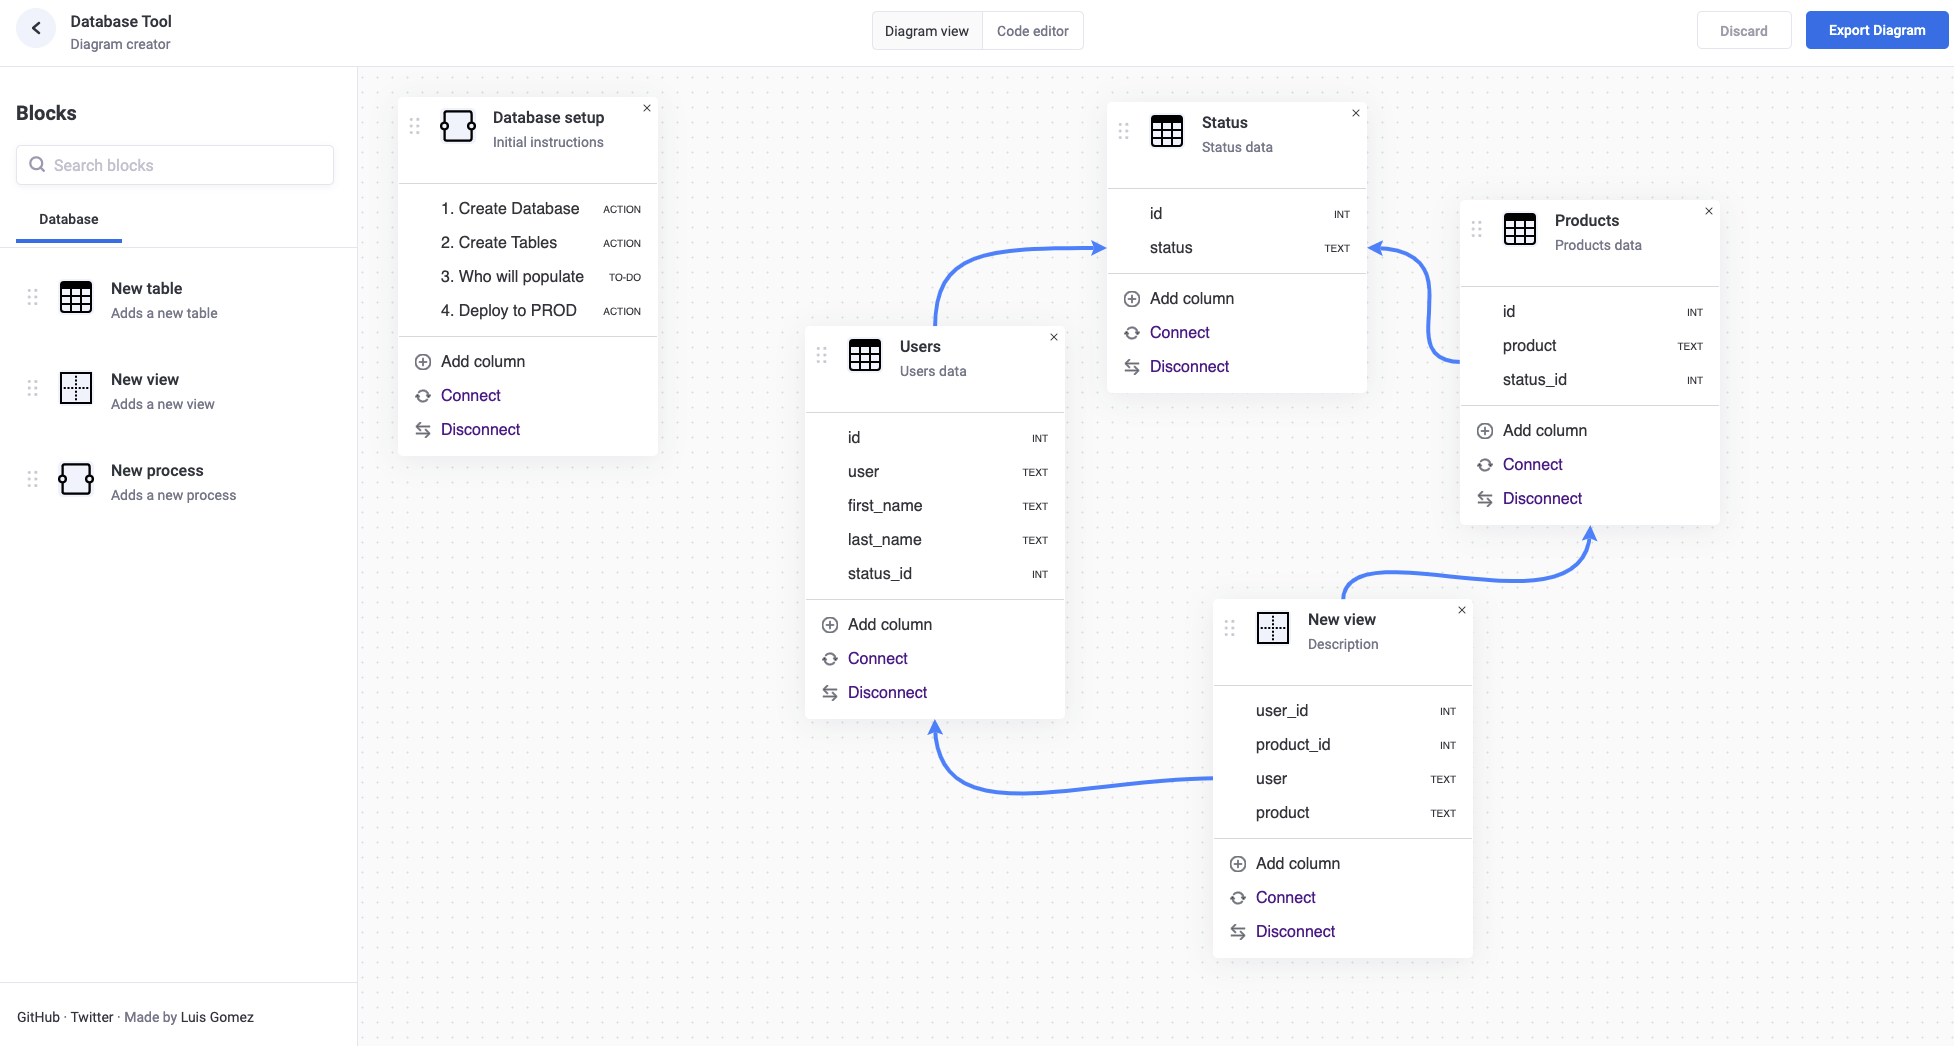 Database Tool
Diagram creator
Diagram view
Code editor
Discard
Export Diagram
Blocks
Search blocks
Database
New table
Adds a new table
New view
Adds a new view
New process
Adds a new process
GitHub · Twitter · Made by Luis Gomez
Database setup
Initial instructions
1. Create Database ACTION
2. Create Tables ACTION
3. Who will populate TO-DO
4. Deploy to PROD ACTION
Add column
Connect
Disconnect
Users
Users data
id INT
user TEXT
first_name TEXT
last_name TEXT
status_id INT
Add column
Connect
Disconnect
Status
Status data
id INT
status TEXT
Add column
Connect
Disconnect
Products
Products data
id INT
product TEXT
status_id INT
Add column
Connect
Disconnect
New view
Description
user_id INT
product_id INT
user TEXT
product TEXT
Add column
Connect
Disconnect